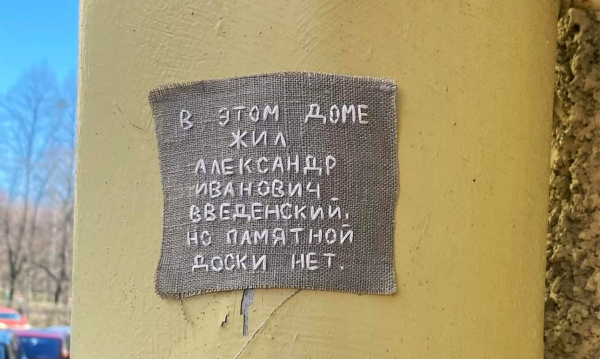 В ЭТОМ ДОМЕ
ЖИЛ
АЛЕКСАНДР
ИВАНОВИЧ
ВВЕДЕНСКИЙ,
НО ПАМЯТНОЙ
ДОСКИ НЕТ.